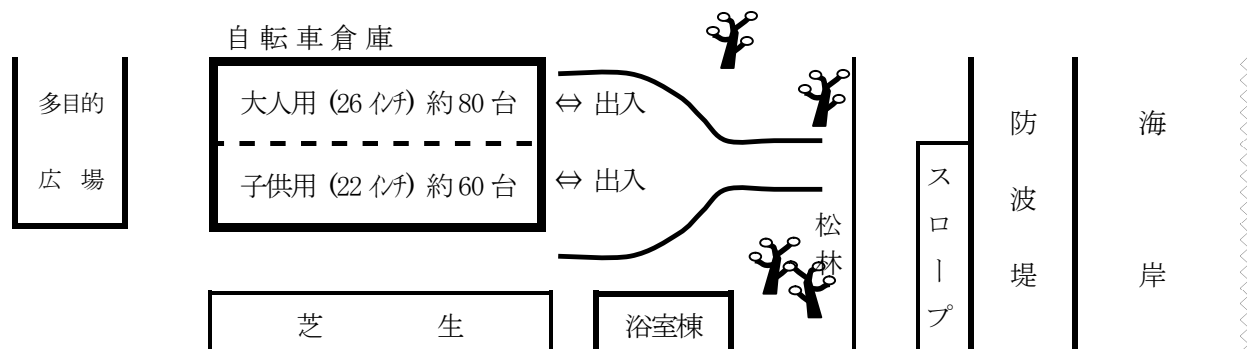 自転車倉庫
多目的
広　場
大人用 (26 ｲﾝﾁ) 約 80 台
⇔ 出入
子供用 (22 ｲﾝﾁ) 約 60 台
⇔ 出入
芝　生
浴室棟
松林
スロープ
防波堤
海岸